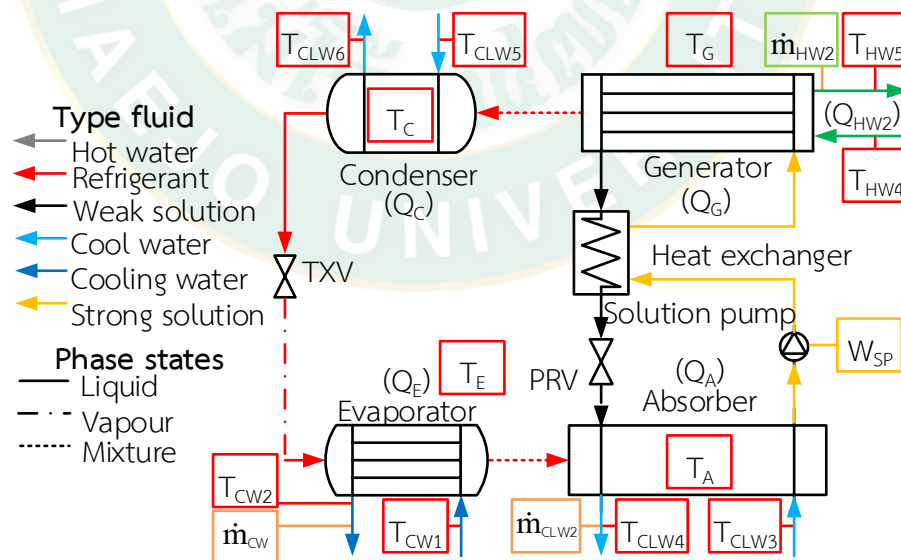 T_CLW6
T_CLW5
T_G
ṁ_HW2
T_HW5
Type fluid
Hot water
Refrigerant
Weak solution
Cool water
Cooling water
Strong solution
T_C
Condenser
(Q_C)
(Q_HW2)
Generator
(Q_G)
T_HW4
TXV
Heat exchanger
Solution pump
W_SP
Phase states
Liquid
Vapour
Mixture
(Q_E)
T_E
Evaporator
PRV
(Q_A)
Absorber
T_A
T_CW2
ṁ_CW
T_CW1
ṁ_CLW2
T_CLW4
T_CLW3
UNIVER